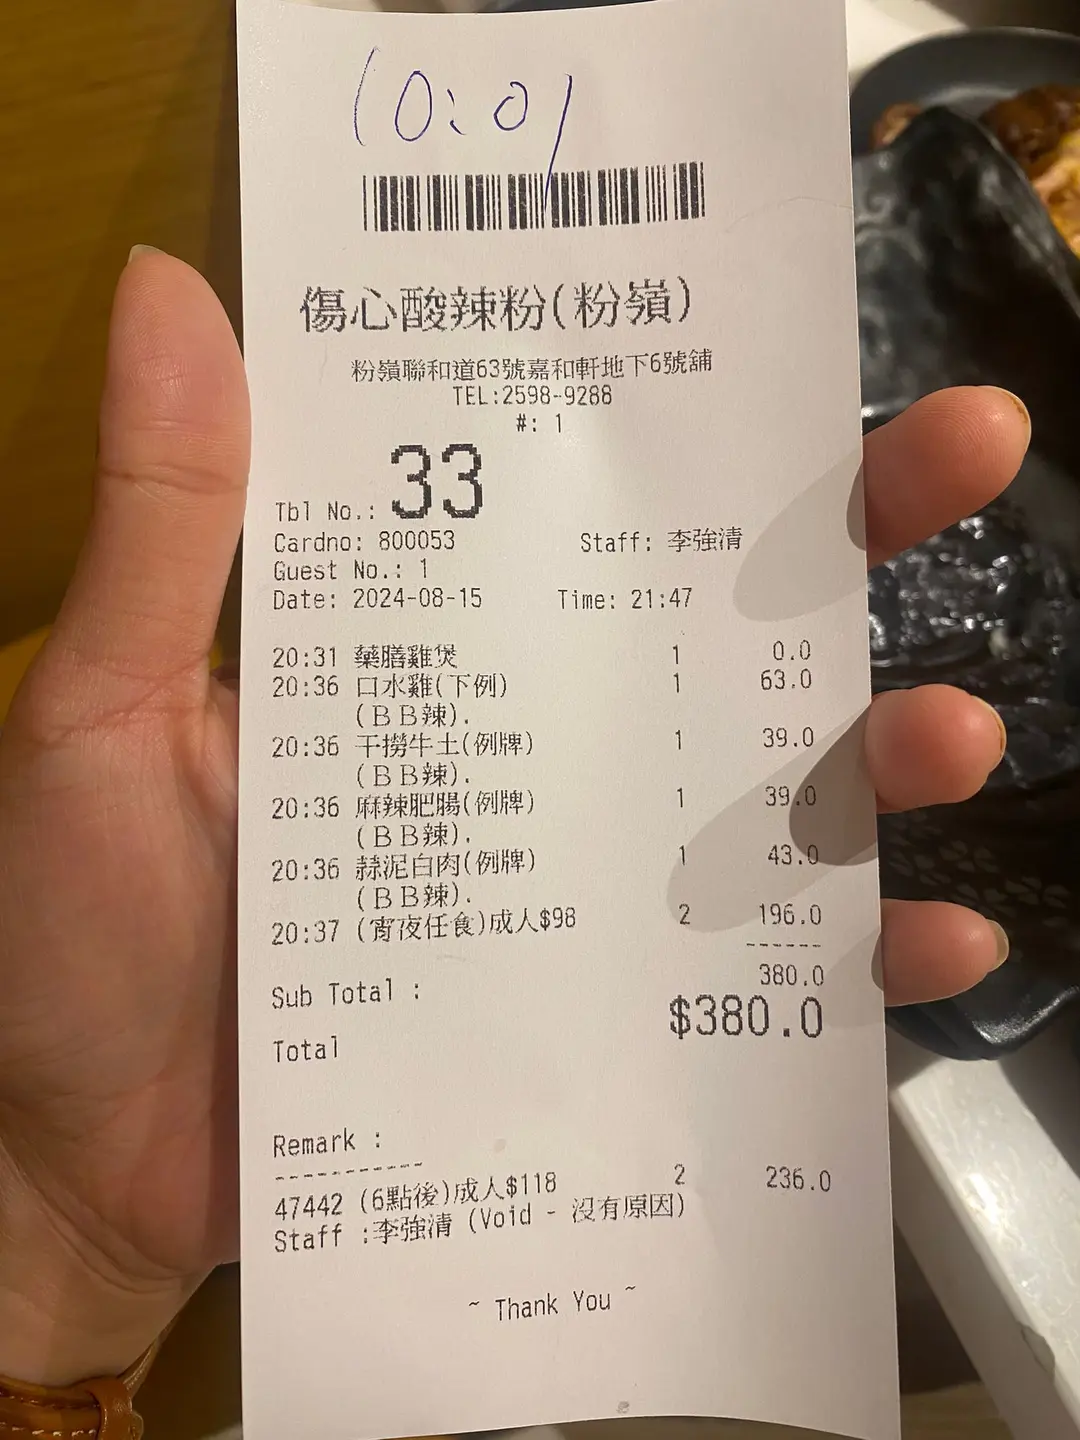 10:01
傷心酸辣粉(粉嶺)
粉嶺聯和道63號嘉和軒地下6號舖
TEL:2598-9288
#: 1
Tbl No.: 33
Cardno: 800053 Staff: 李強清
Guest No.: 1
Date: 2024-08-15 Time: 21:47
20:31 藥膳雞煲 1 0.0
20:36 口水雞(下例) 1 63.0
(ＢＢ辣).
20:36 干撈牛土(例牌) 1 39.0
(ＢＢ辣).
20:36 麻辣肥腸(例牌) 1 39.0
(ＢＢ辣).
20:36 蒜泥白肉(例牌) 1 43.0
(ＢＢ辣).
20:37 (宵夜任食)成人$98 2 196.0
------
Sub Total : 380.0
Total $380.0
Remark :
-----------
47442 (6點後)成人$118 2 236.0
Staff :李強清 (Void - 沒有原因)
~ Thank You ~